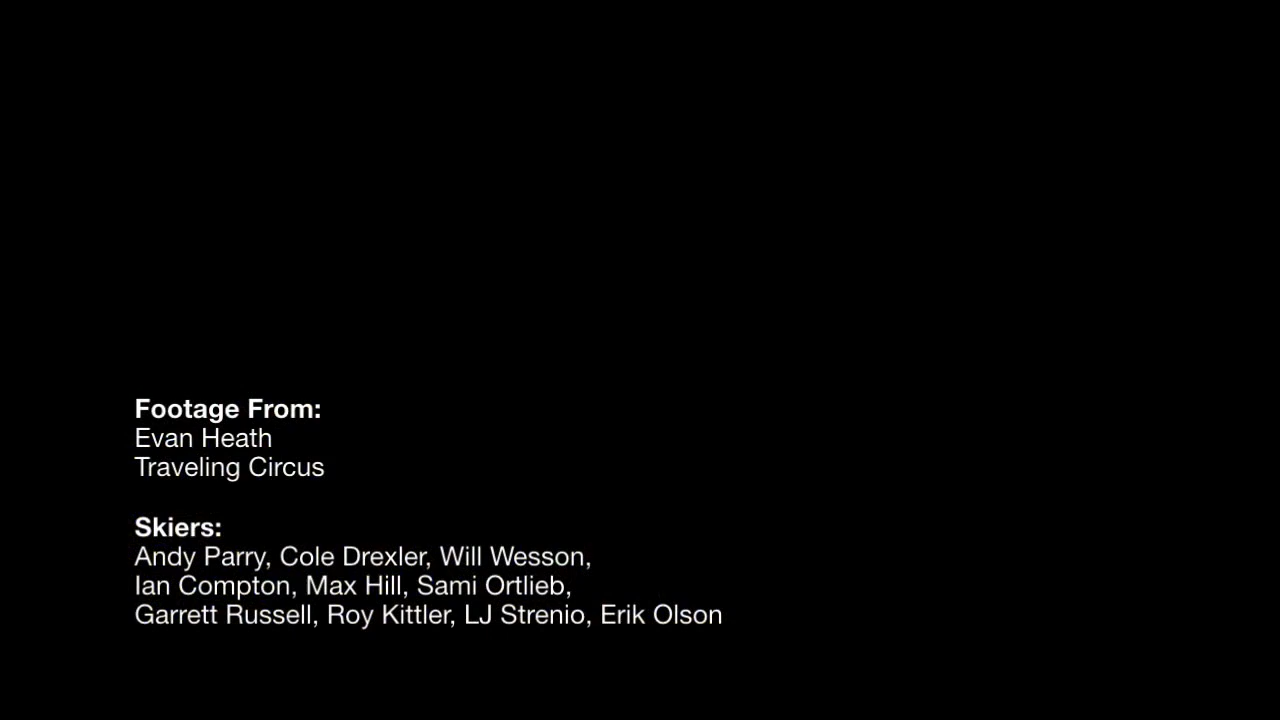 Footage From:
Evan Heath
Traveling Circus
Skiers:
Andy Parry, Cole Drexler, Will Wesson,
Ian Compton, Max Hill, Sami Ortlieb,
Garrett Russell, Roy Kittler, LJ Strenio, Erik Olson